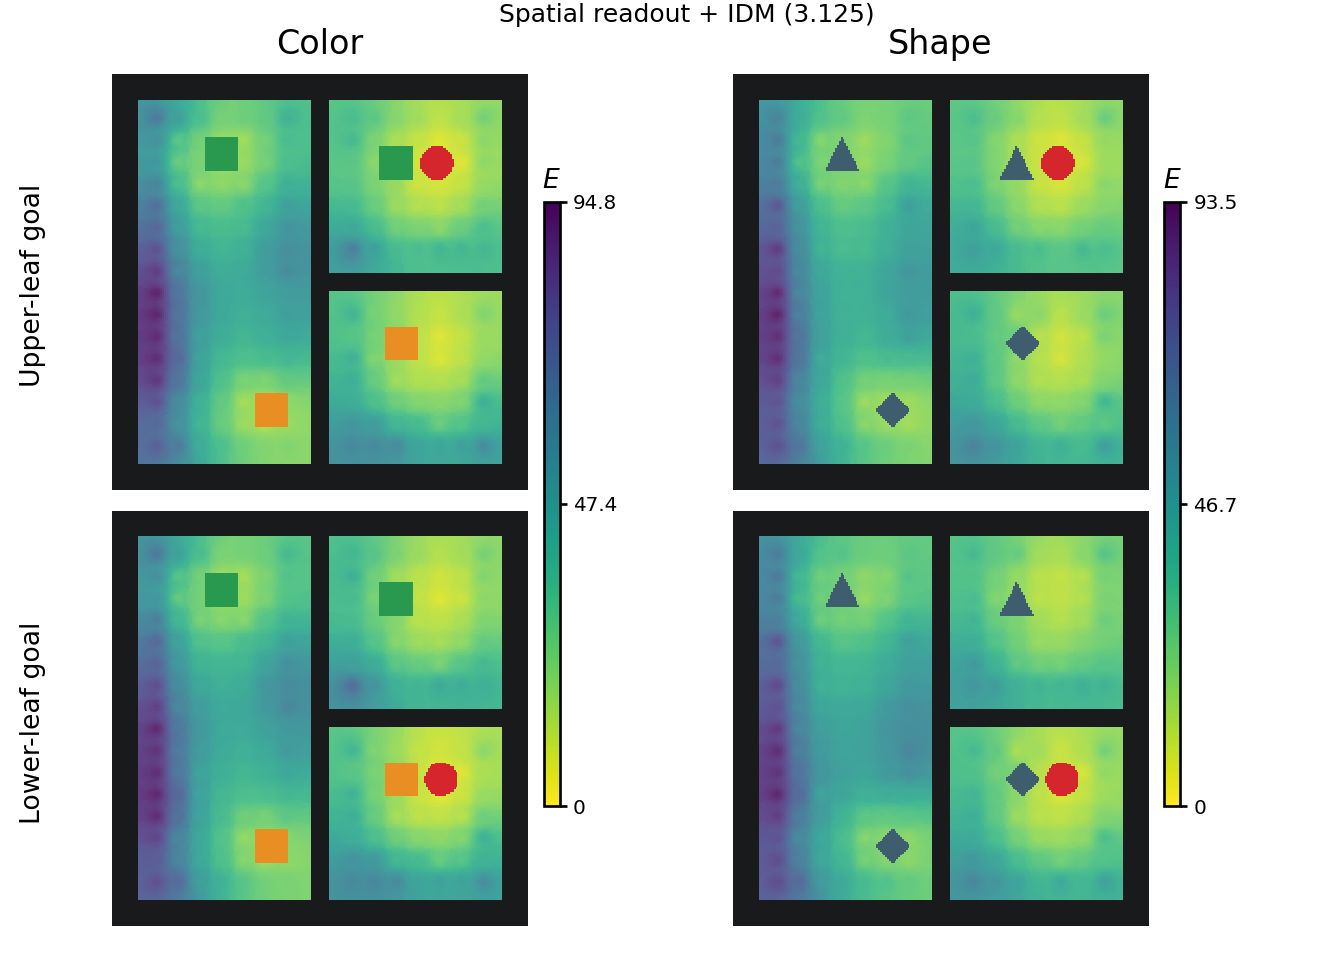 Spatial readout + IDM (3.125)
Color
Shape
Upper-leaf goal
E
94.8
47.4
0
E
93.5
46.7
0
Lower-leaf goal